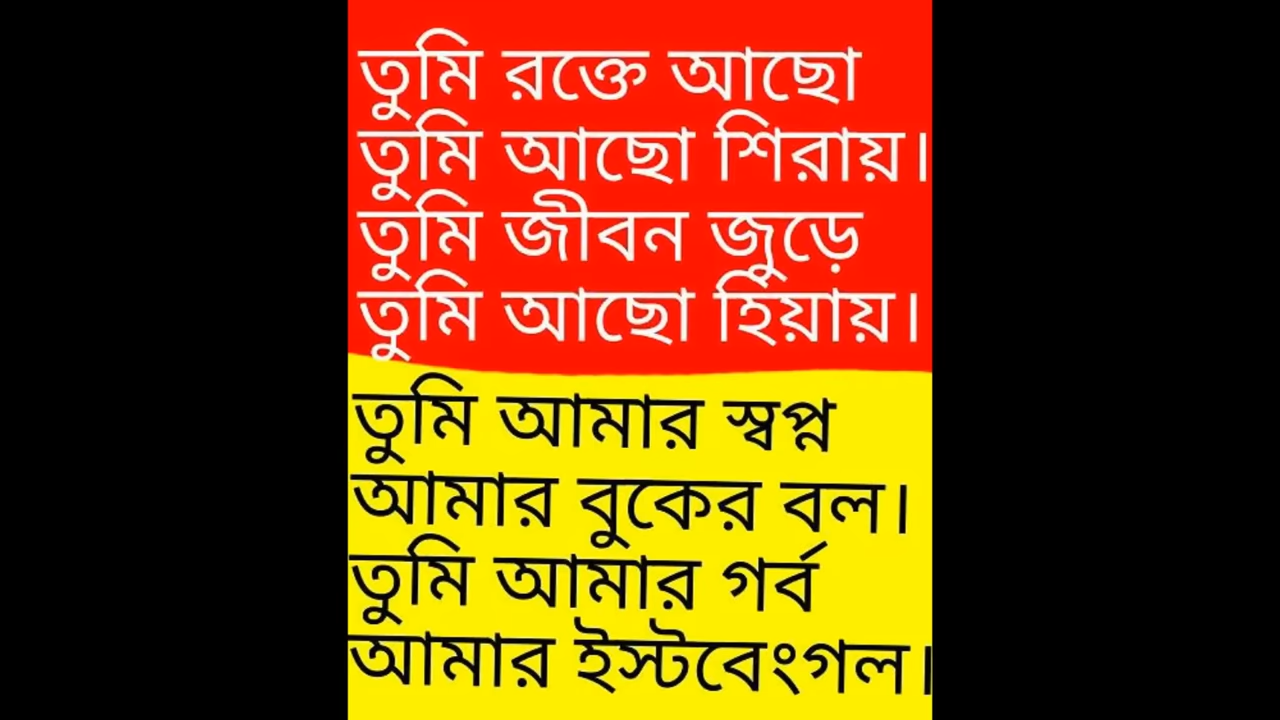 তুমি রক্তে আছো
তুমি আছো শিরায়।
তুমি জীবন জুড়ে
তুমি আছো হিয়ায়।
তুমি আমার স্বপ্ন
আমার বুকের বল।
তুমি আমার গর্ব
আমার ইস্টবেংগল।